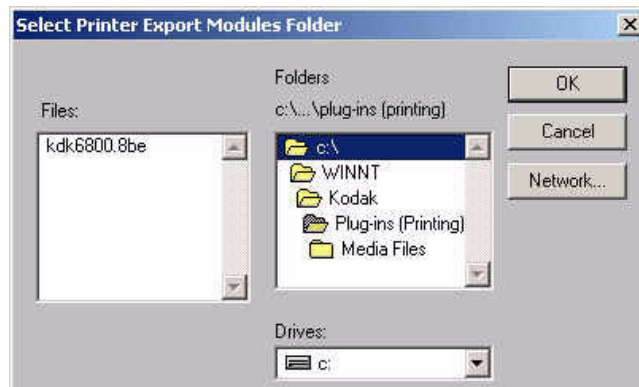 Select Printer Export Modules Folder
Files:
kdk6800.8be
Folders
c:\...\plug-ins (printing)
c:\
WINNT
Kodak
Plug-ins (Printing)
Media Files
Drives:
c:
OK
Cancel
Network...